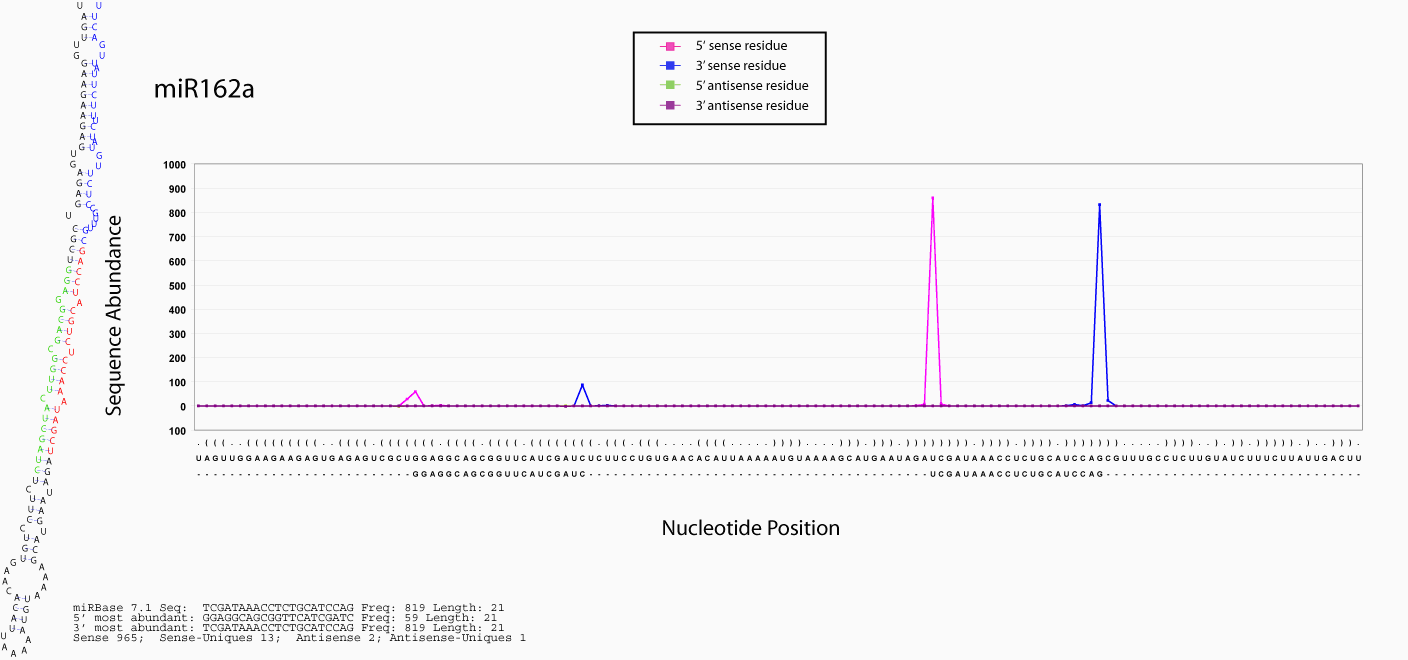 miR162a
5' sense residue
3' sense residue
5' antisense residue
3' antisense residue
Sequence Abundance
1000
900
800
700
600
500
400
300
200
100
0
100
UAGUUGGAAGAAGAGUGAGAGUCGCUGGAGGCAGCGGUUCAUCGAUCUCUUCCUGUGAACACAUUAAAAAUGUAAAAGCAUGAAUAGAUCGAUAAACCUCUGCAUCCAGCGUUUGCCUCUUGUAUCUUUCUUAUUGACUU
--------------------------GGAGGCAGCGGUUCAUCGAUC-----------------------------------------UCGAUAAACCUCUGCAUCCAG-------------------------------
Nucleotide Position
miRBase 7.1 Seq: TCGATAAACCTCTGCATCCAG Freq: 819 Length: 21
5' most abundant: GGAGGCAGCGGTTCATCGATC Freq: 59 Length: 21
3' most abundant: TCGATAAACCTCTGCATCCAG Freq: 819 Length: 21
Sense 965; Sense-Uniques 13; Antisense 2; Antisense-Uniques 1